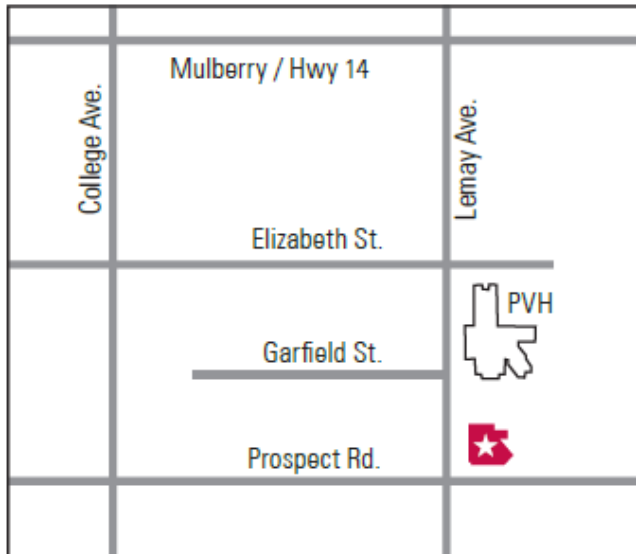 Mulberry / Hwy 14
College Ave.
Lemay Ave.
Elizabeth St.
PVH
Garfield St.
Prospect Rd.